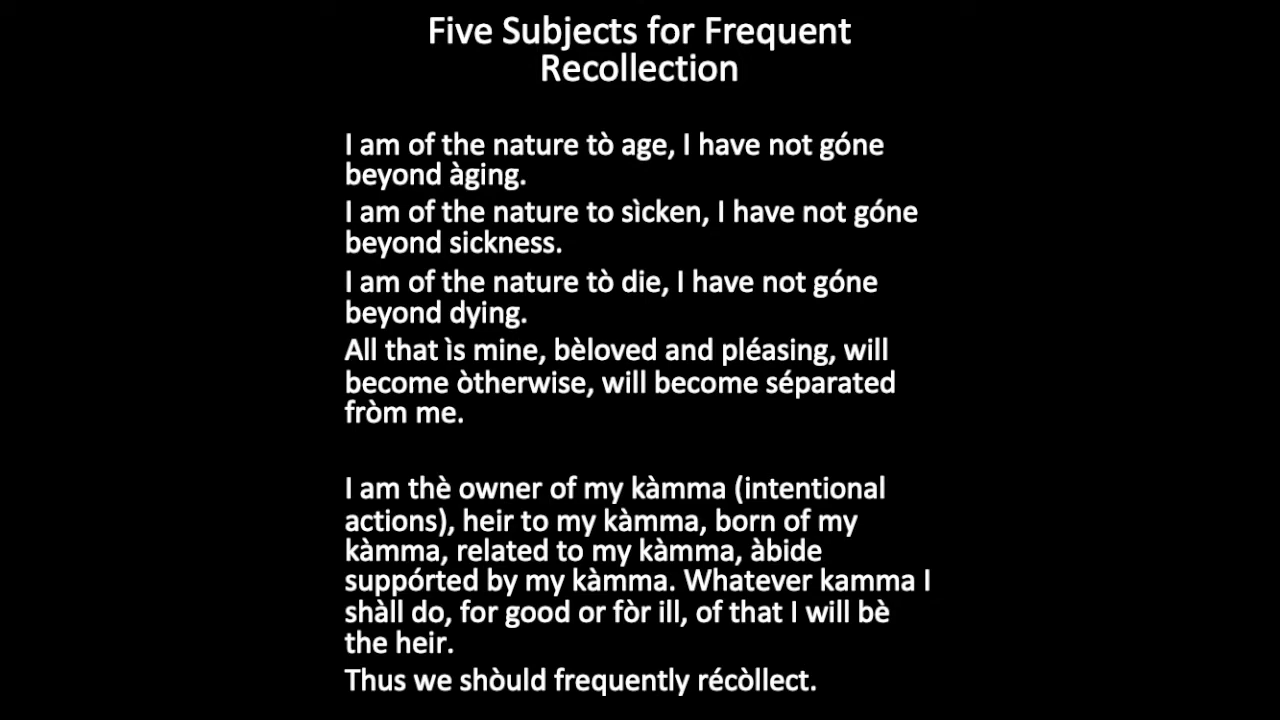 Five Subjects for Frequent
Recollection
I am of the nature tò age, I have not góne
beyond àging.
I am of the nature to sìcken, I have not góne
beyond sickness.
I am of the nature tò die, I have not góne
beyond dying.
All that ìs mine, bèloved and pléasing, will
become òtherwise, will become séparated
fròm me.
I am thè owner of my kàmma (intentional
actions), heir to my kàmma, born of my
kàmma, related to my kàmma, àbide
suppórted by my kàmma. Whatever kamma I
shàll do, for good or fòr ill, of that I will bè
the heir.
Thus we shòuld frequently récòllect.